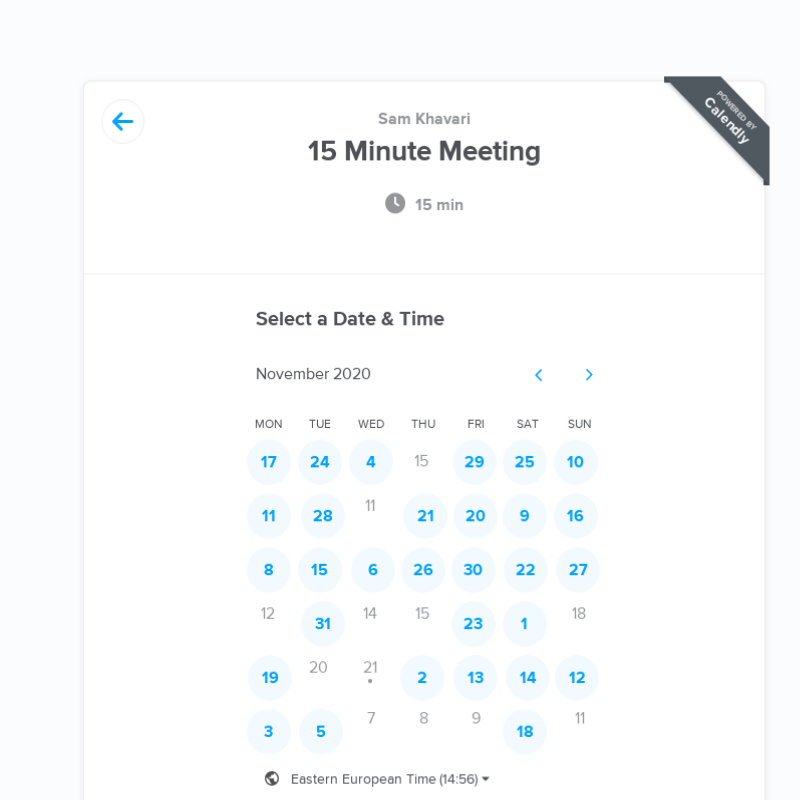 POWERED BY
Calendly
Sam Khavari
15 Minute Meeting
15 min
Select a Date & Time
November 2020
MON TUE WED THU FRI SAT SUN
17 24 4 15 29 25 10
11 28 11 21 20 9 16
8 15 6 26 30 22 27
12 31 14 15 23 1 18
19 20 21 2 13 14 12
3 5 7 8 9 18 11
Eastern European Time (14:56)